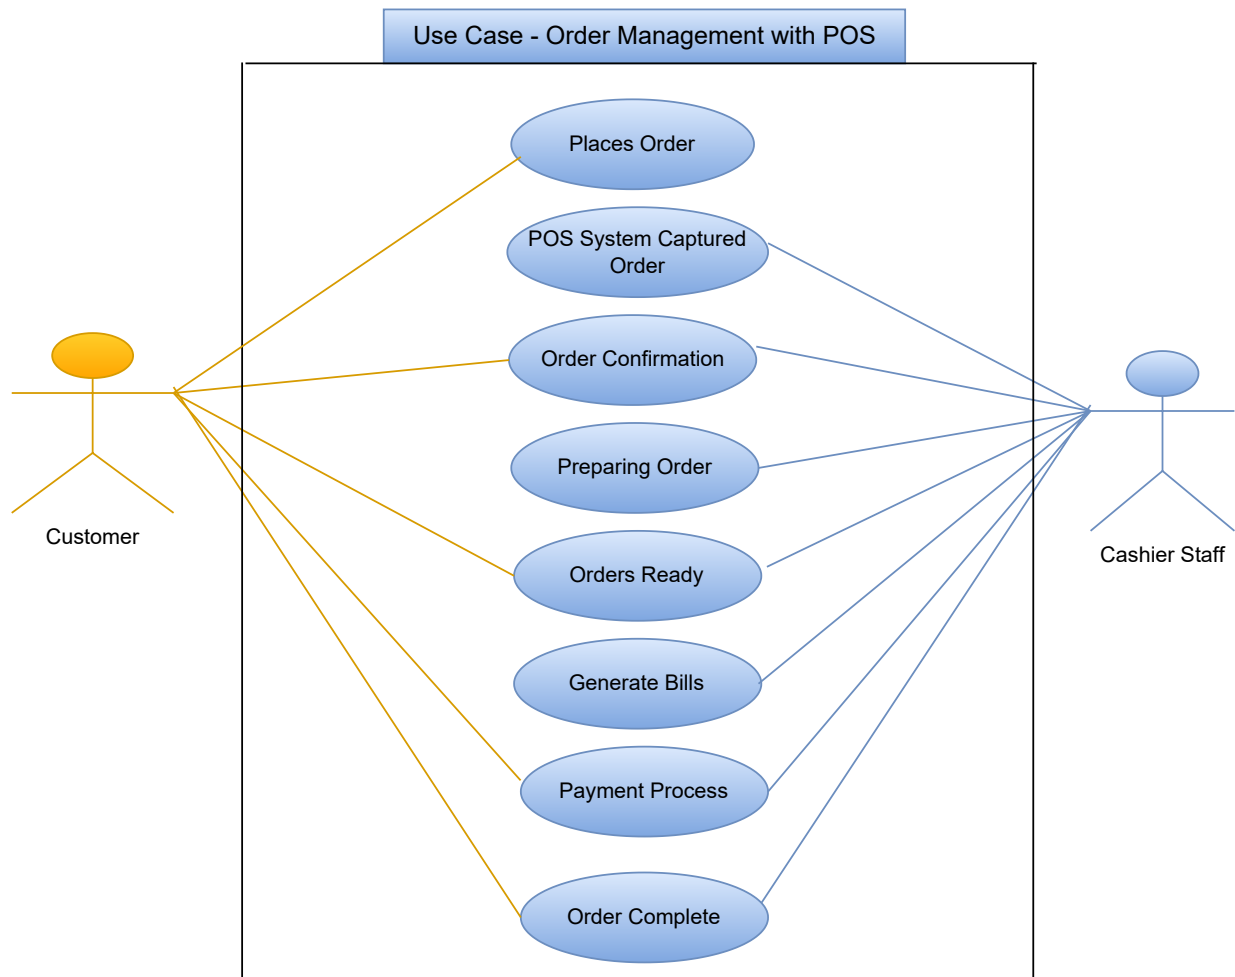 Use Case - Order Management with POS
Places Order
POS System Captured
Order
Order Confirmation
Preparing Order
Customer
Cashier Staff
Orders Ready
Generate Bills
Payment Process
Order Complete